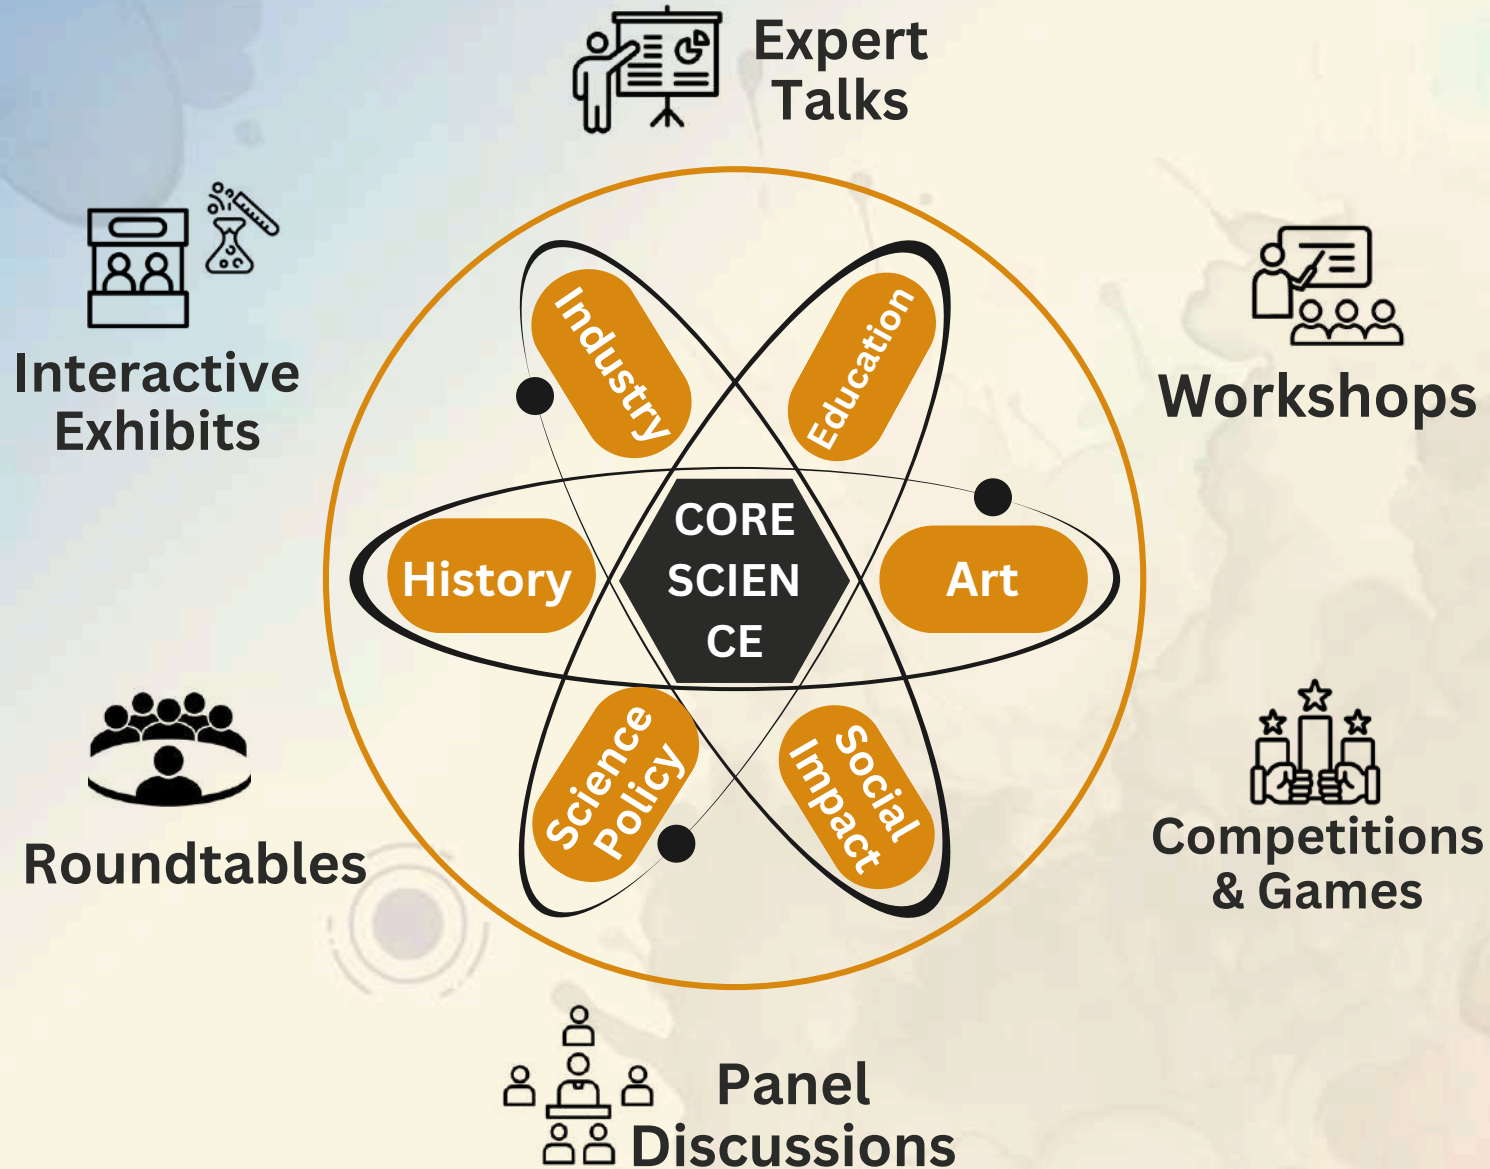 Expert
Talks
Interactive
Exhibits
Workshops
Industry
Education
History
CORE
SCIEN
CE
Art
Science
Policy
Social
Impact
Roundtables
Competitions
& Games
Panel
Discussions